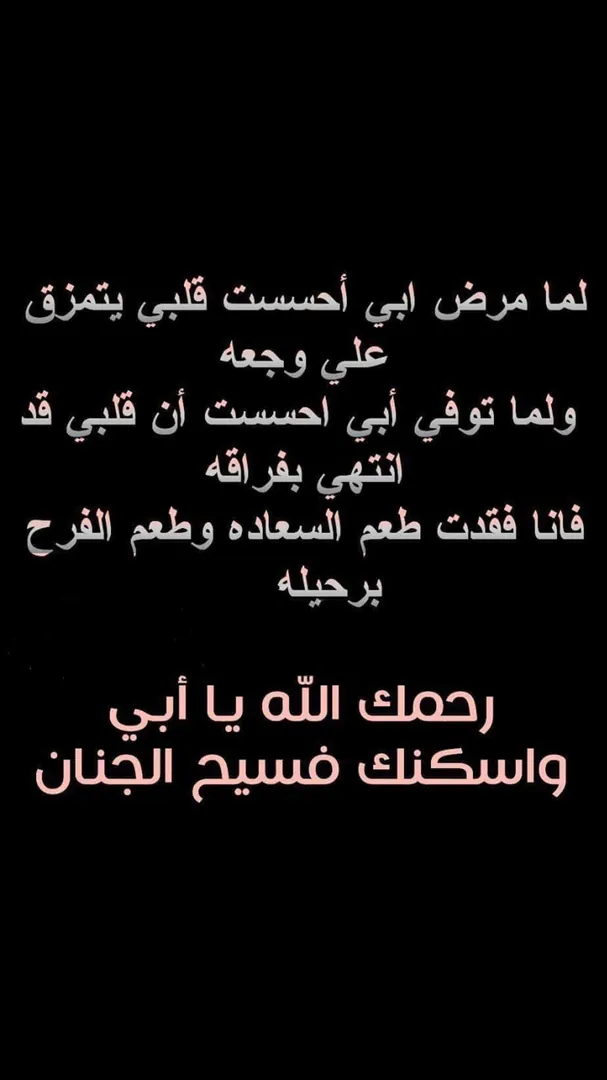 لما مرض ابي أحسست قلبي يتمزق
علي وجعه
ولما توفي أبي احسست أن قلبي قد
انتهي بفراقه
فانا فقدت طعم السعاده وطعم الفرح
برحيله
رحمك الله يا أبي
واسكنك فسيح الجنان